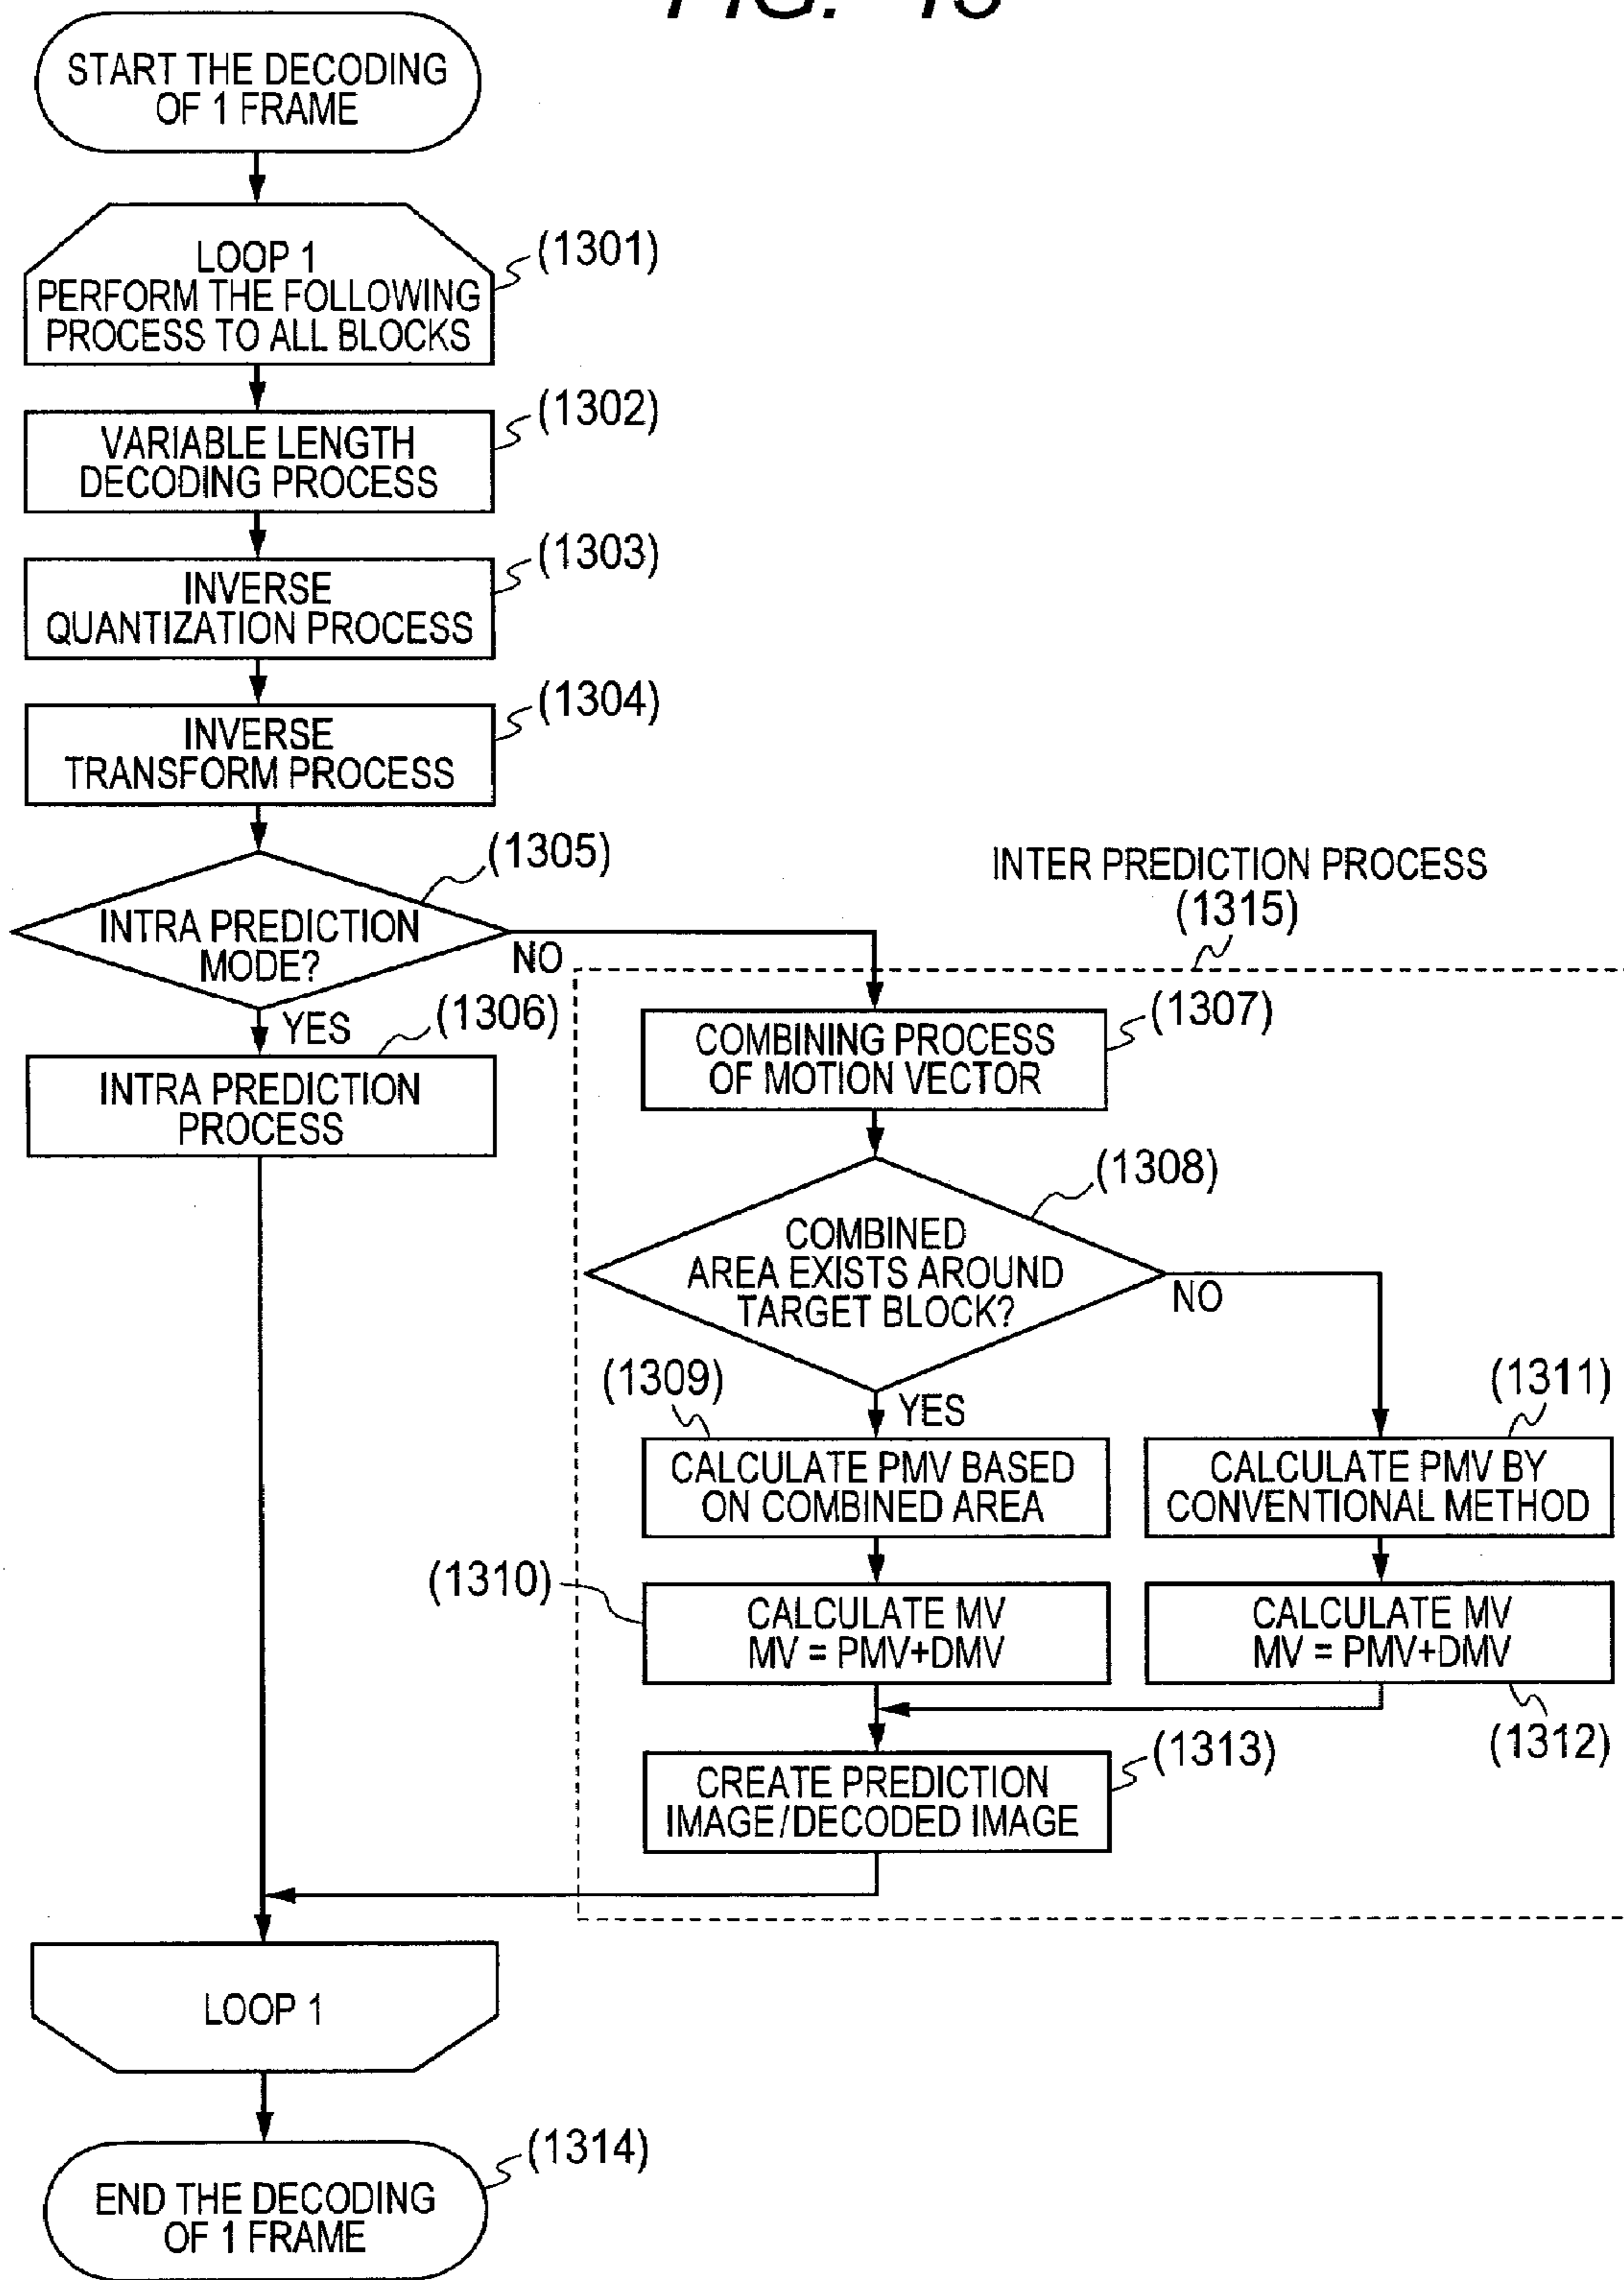 FIG. 13
START THE DECODING
OF 1 FRAME
LOOP 1
PERFORM THE FOLLOWING
PROCESS TO ALL BLOCKS
(1301)
VARIABLE LENGTH
DECODING PROCESS
(1302)
INVERSE
QUANTIZATION PROCESS
(1303)
INVERSE
TRANSFORM PROCESS
(1304)
INTRA PREDICTION
MODE?
(1305)
NO
YES
INTRA PREDICTION
PROCESS
(1306)
INTER PREDICTION PROCESS
(1315)
COMBINING PROCESS
OF MOTION VECTOR
(1307)
COMBINED
AREA EXISTS AROUND
TARGET BLOCK?
(1308)
NO
YES
(1309)
CALCULATE PMV BASED
ON COMBINED AREA
(1311)
CALCULATE PMV BY
CONVENTIONAL METHOD
(1310)
CALCULATE MV
MV = PMV+DMV
CALCULATE MV
MV = PMV+DMV
(1312)
CREATE PREDICTION
IMAGE/DECODED IMAGE
(1313)
LOOP 1
END THE DECODING
OF 1 FRAME
(1314)